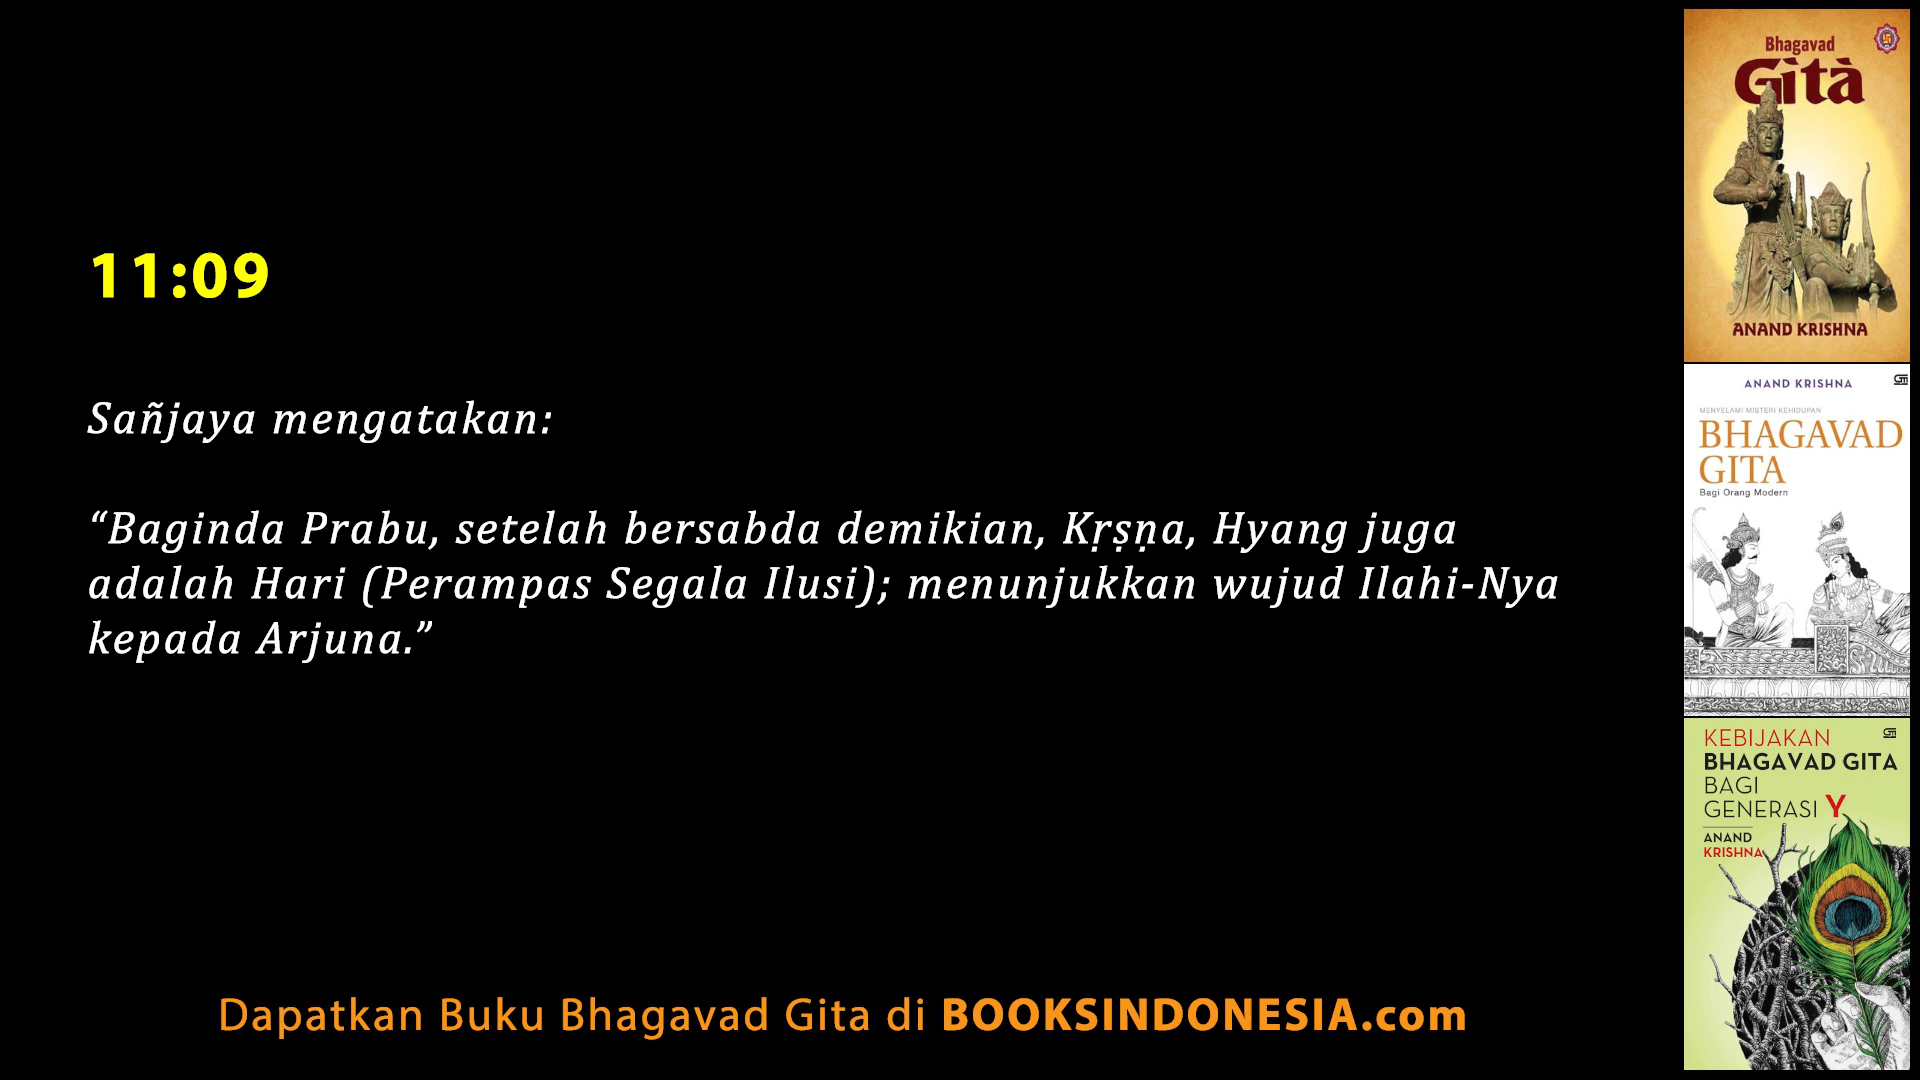 11:09
Sañjaya mengatakan:
“Baginda Prabu, setelah bersabda demikian, Kṛṣṇa, Hyang juga
adalah Hari (Perampas Segala Ilusi); menunjukkan wujud Ilahi-Nya
kepada Arjuna.”
Dapatkan Buku Bhagavad Gita di BOOKSINDONESIA.com
Bhagavad
Gità
ANAND KRISHNA
ANAND KRISHNA
MENYELAMI MISTERI KEHIDUPAN
BHAGAVAD
GITA
Bagi Orang Modern
KEBIJAKAN
BHAGAVAD GITA
BAGI
GENERASI Y
ANAND
KRISHNA